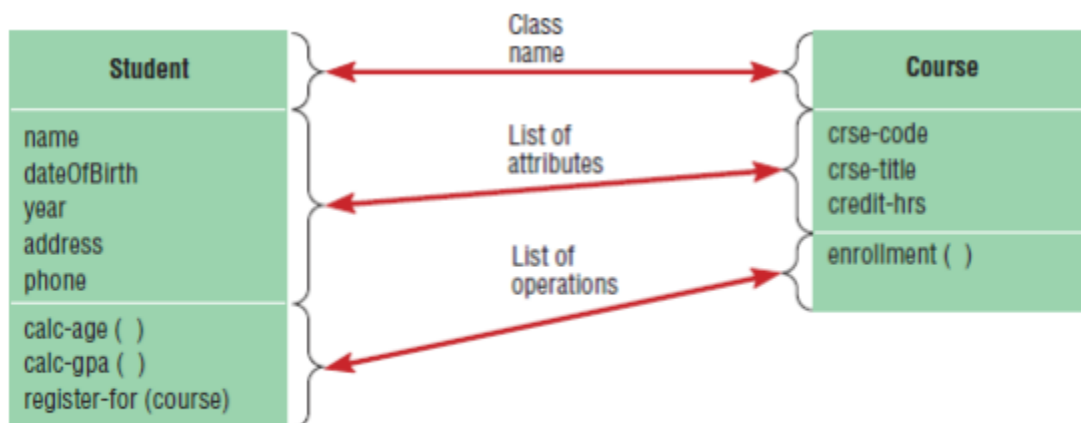 Student
name
dateOfBirth
year
address
phone
calc-age ( )
calc-gpa ( )
register-for (course)
Class
name
List of
attributes
List of
operations
Course
crse-code
crse-title
credit-hrs
enrollment ( )